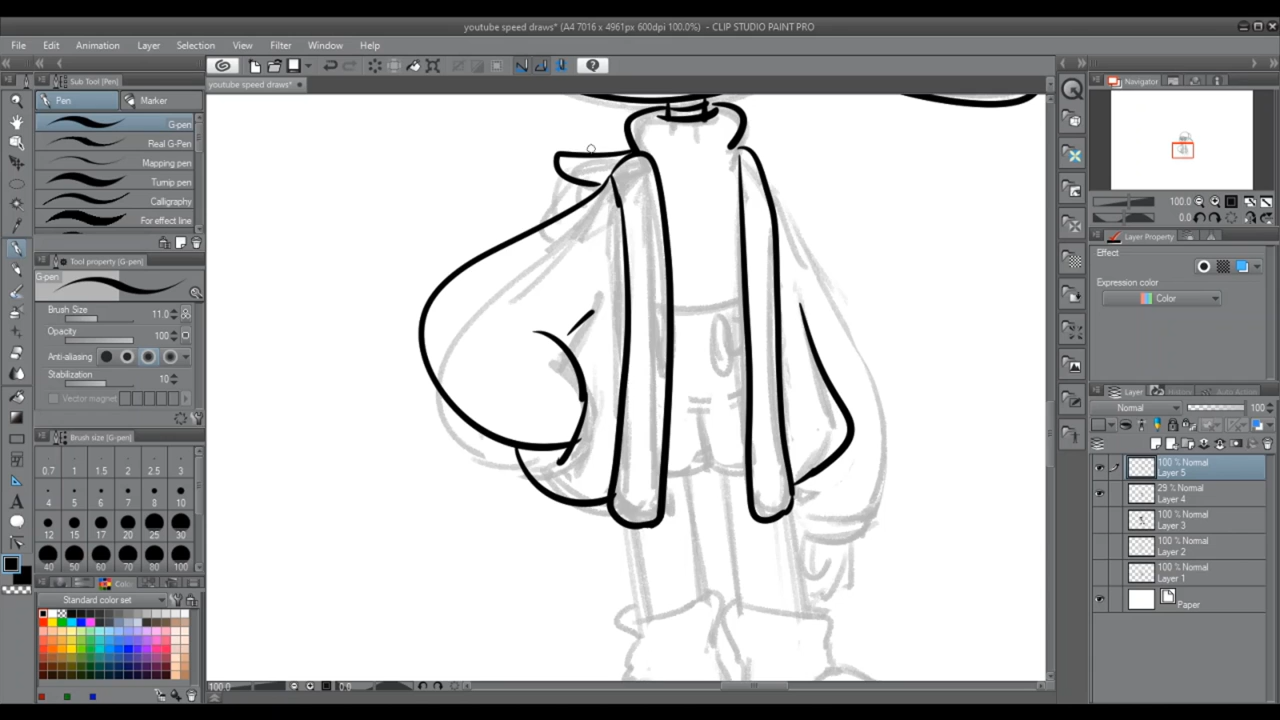 youtube speed draws* (A4 7016 x 4961px 600dpi 100.0%) - CLIP STUDIO PAINT PRO
File Edit Animation Layer Selection View Filter Window Help
Sub Tool [Pen]
Navigator
youtube speed draws*
Pen Marker
G-pen
Real G-Pen
Mapping pen
Turnip pen
Calligraphy
For effect line
100.0
0.0
Layer Property
Tool property [G-pen]
Effect
G-pen
Expression color
Color
Brush Size 11.0
Opacity 100
Anti-aliasing
Stabilization 10
Vector magnet
Layer
Normal 100
Brush size [G-pen]
0.7 1 1.5 2 2.5 3
4 5 6 7 8 10
12 15 17 20 25 30
40 50 60 70 80 100
100 % Normal
Layer 5
29 % Normal
Layer 4
100 % Normal
Layer 3
100 % Normal
Layer 2
100 % Normal
Layer 1
Paper
Standard color set
100.0 0.0